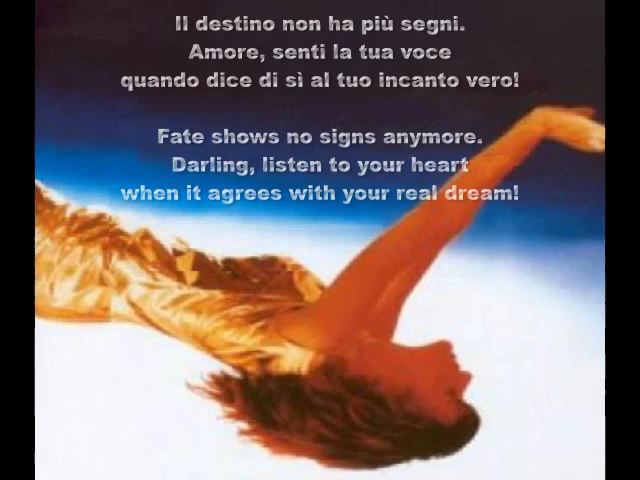 Il destino non ha più segni.
Amore, senti la tua voce
quando dice di sì al tuo incanto vero!
Fate shows no signs anymore.
Darling, listen to your heart
when it agrees with your real dream!